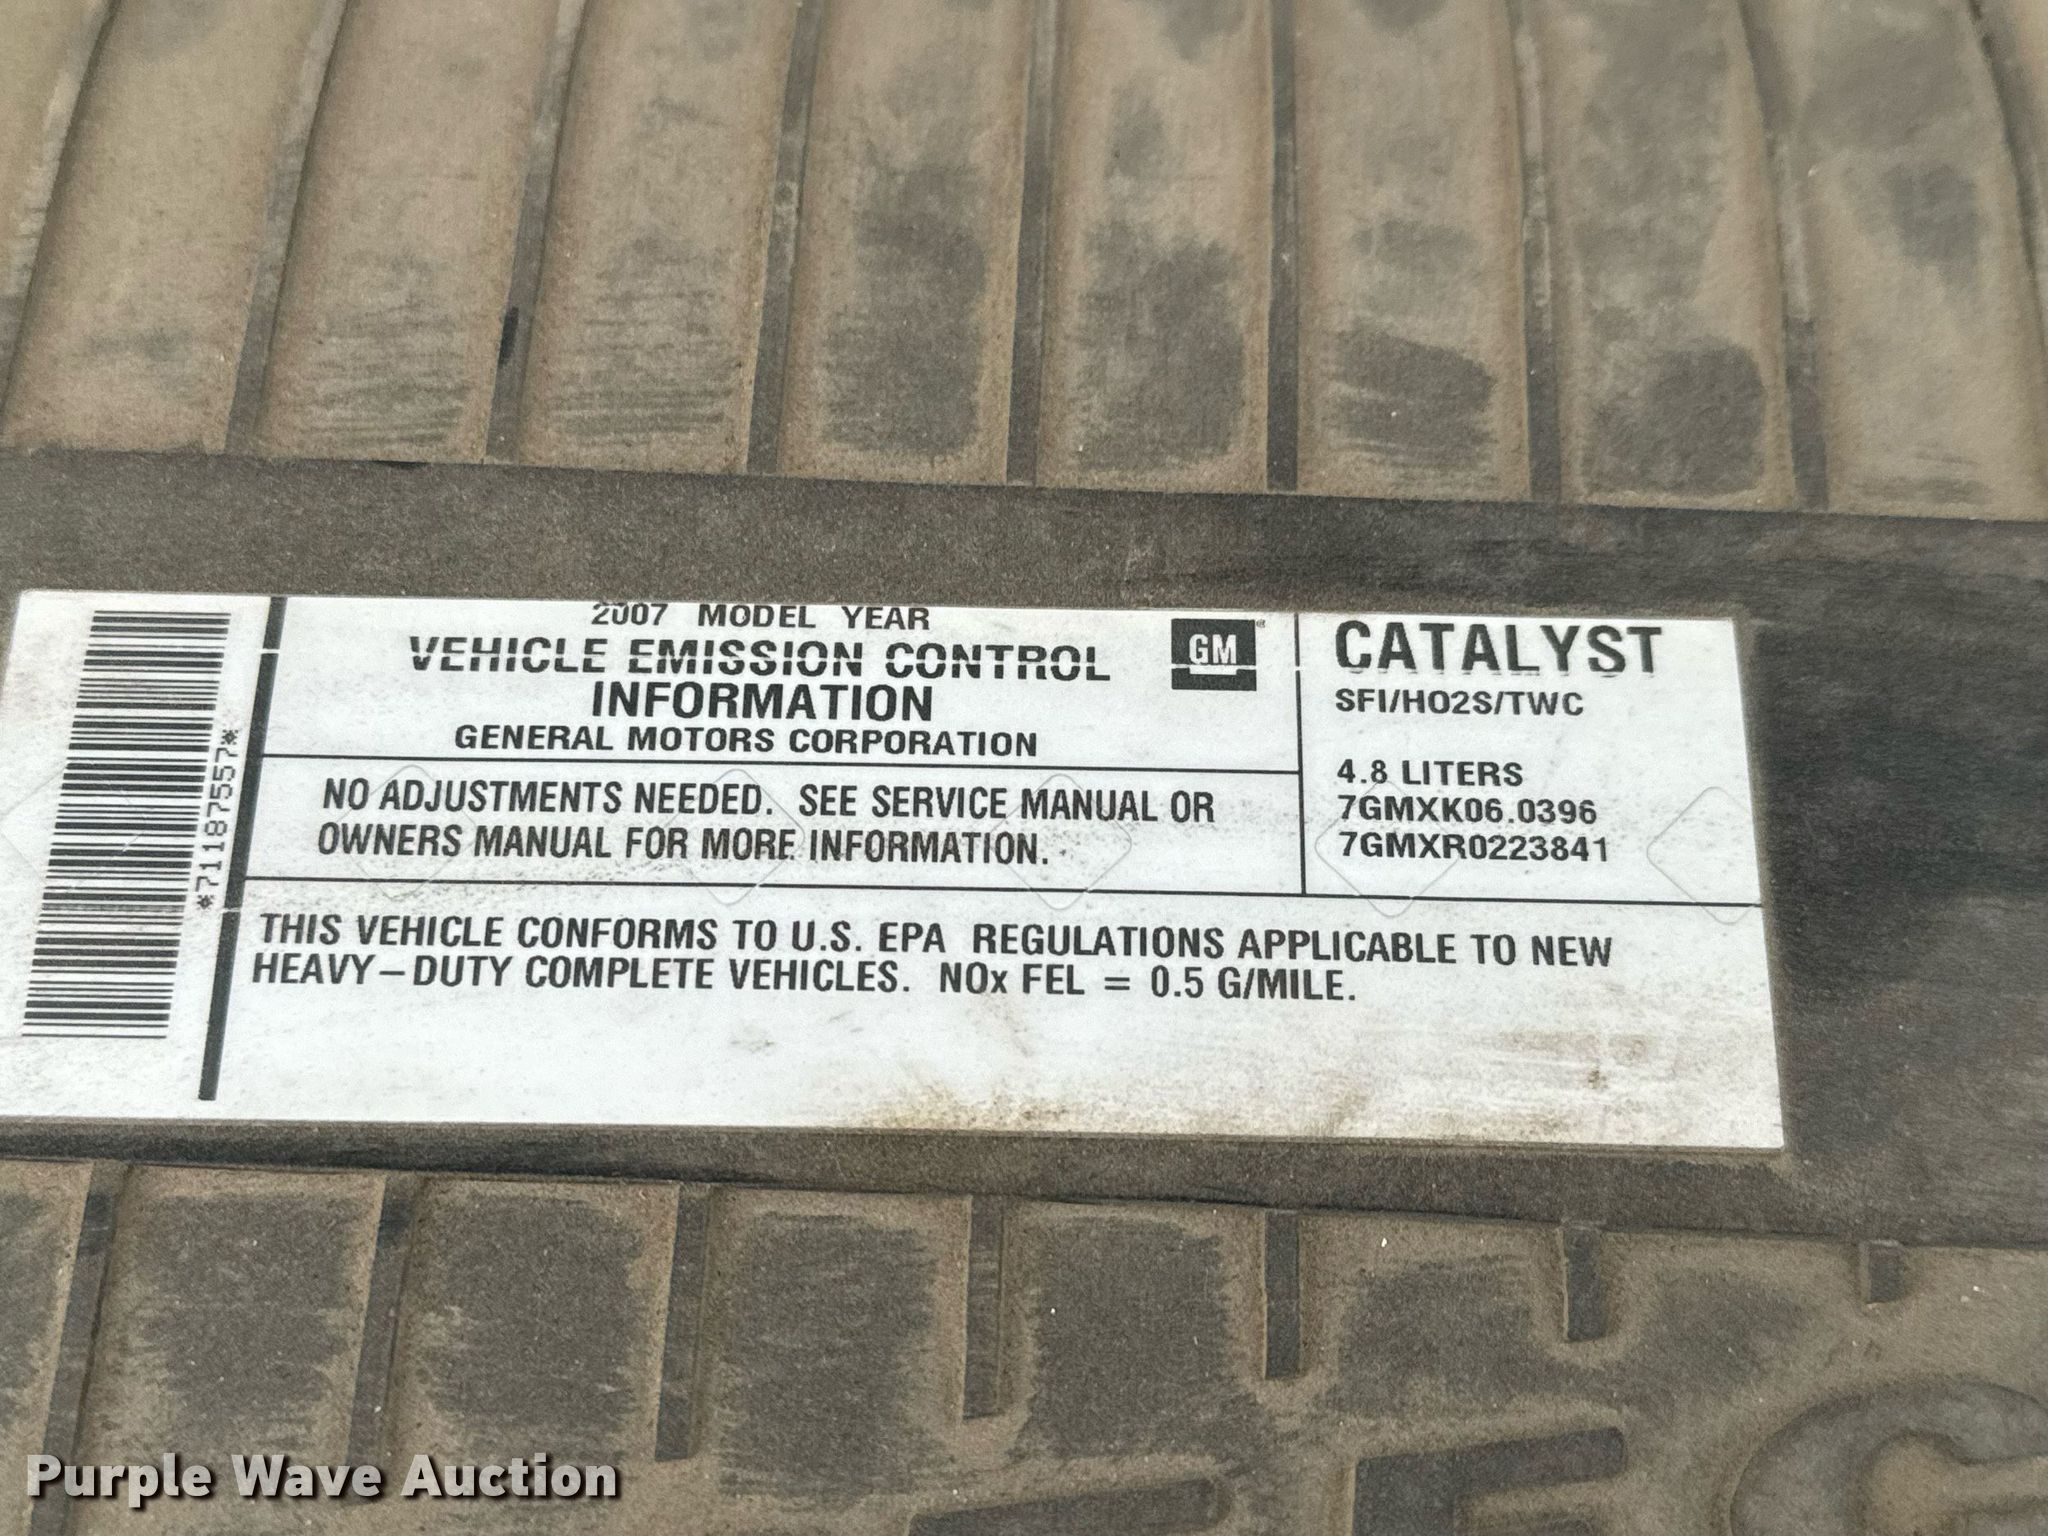 2007 MODEL YEAR
VEHICLE EMISSION CONTROL
INFORMATION
GENERAL MOTORS CORPORATION
GM
NO ADJUSTMENTS NEEDED. SEE SERVICE MANUAL OR
OWNERS MANUAL FOR MORE INFORMATION.
CATALYST
SFI/HO2S/TWC
4.8 LITERS
7GMXK06.0396
7GMXR0223841
THIS VEHICLE CONFORMS TO U.S. EPA REGULATIONS APPLICABLE TO NEW
HEAVY-DUTY COMPLETE VEHICLES. NOx FEL = 0.5 G/MILE.
*71187557*
Purple Wave Auction